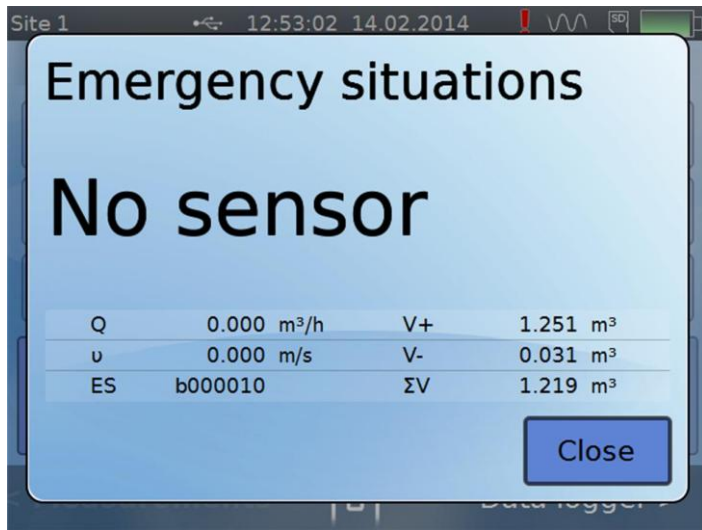 Site 1 12:53:02 14.02.2014 SD
Emergency situations
No sensor
Q 0.000 m³/h V+ 1.251 m³
υ 0.000 m/s V- 0.031 m³
ES b000010 ΣV 1.219 m³
Close
Data logger >